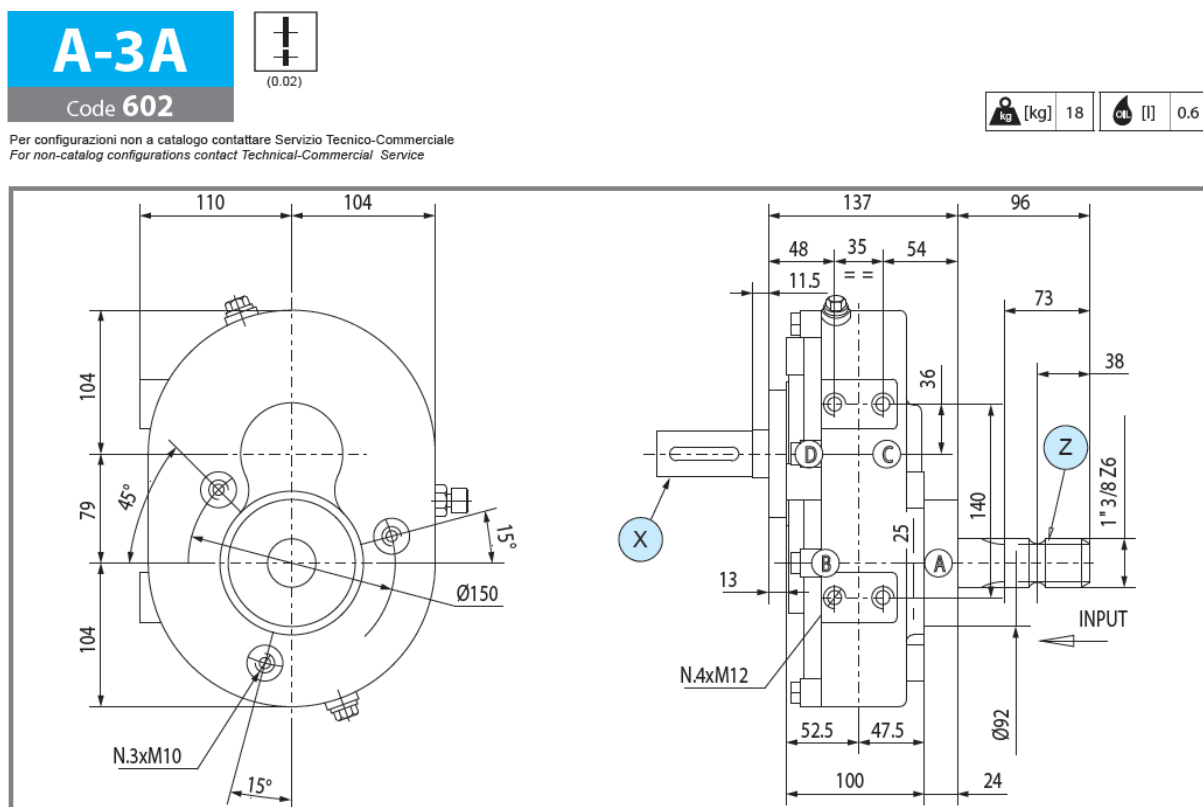 A-3A
Code 602
(0.02)
kg [kg] 18 OIL [l] 0.6
Per configurazioni non a catalogo contattare Servizio Tecnico-Commerciale
For non-catalog configurations contact Technical-Commercial Service
110 104
104
79
104
45°
15°
Ø150
N.3xM10
15°
137 96
48 35 54
= =
11.5
73
38
36
Z
1" 3/8 Z6
D C
140
X
25
B A
13
INPUT
N.4xM12
Ø92
52.5 47.5
100 24